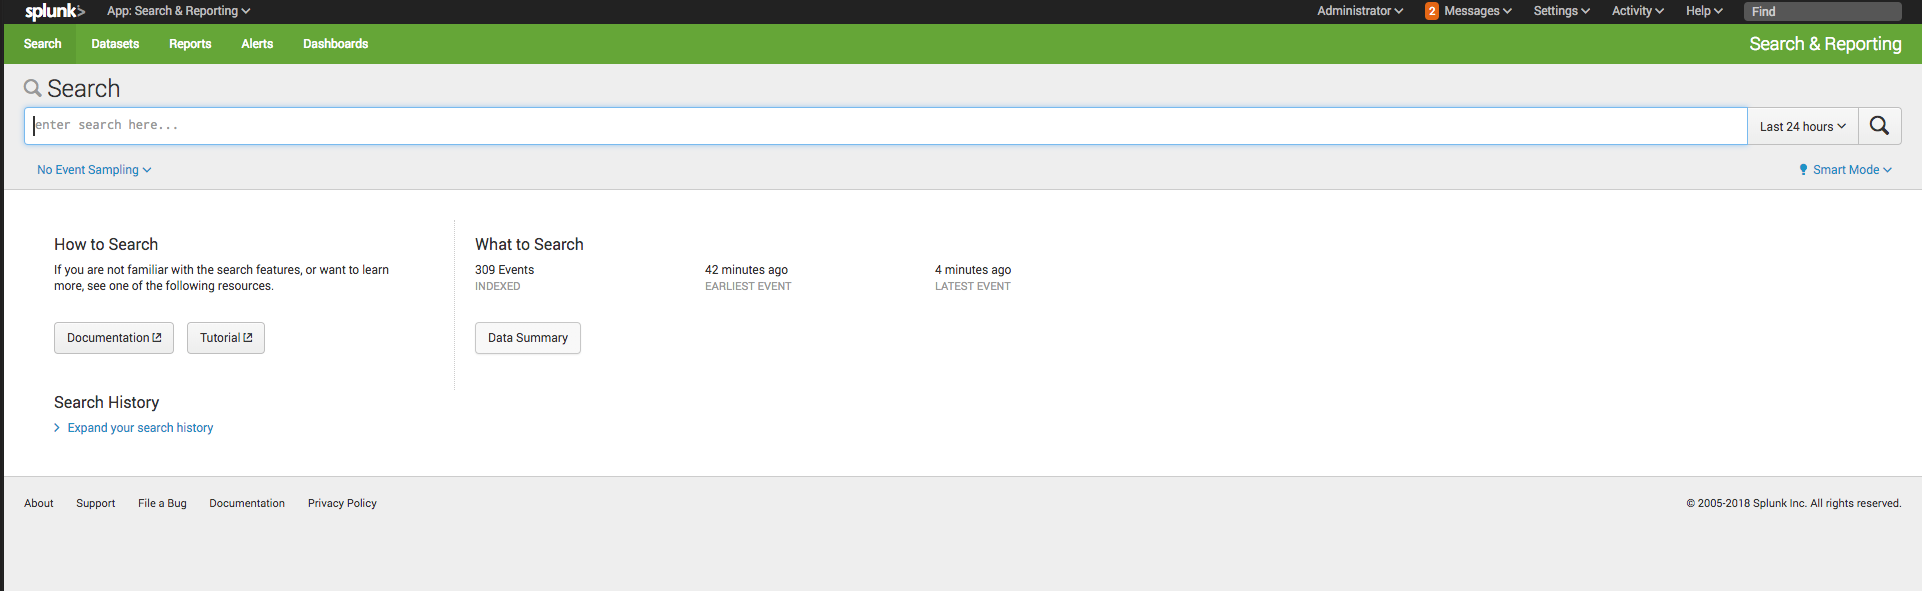 splunk> App: Search & Reporting Administrator 2 Messages Settings Activity Help Find
Search Datasets Reports Alerts Dashboards Search & Reporting
Search
enter search here... Last 24 hours
No Event Sampling Smart Mode
How to Search
If you are not familiar with the search features, or want to learn
more, see one of the following resources.
Documentation Tutorial
What to Search
309 Events 42 minutes ago 4 minutes ago
INDEXED EARLIEST EVENT LATEST EVENT
Data Summary
Search History
Expand your search history
About Support File a Bug Documentation Privacy Policy © 2005-2018 Splunk Inc. All rights reserved.